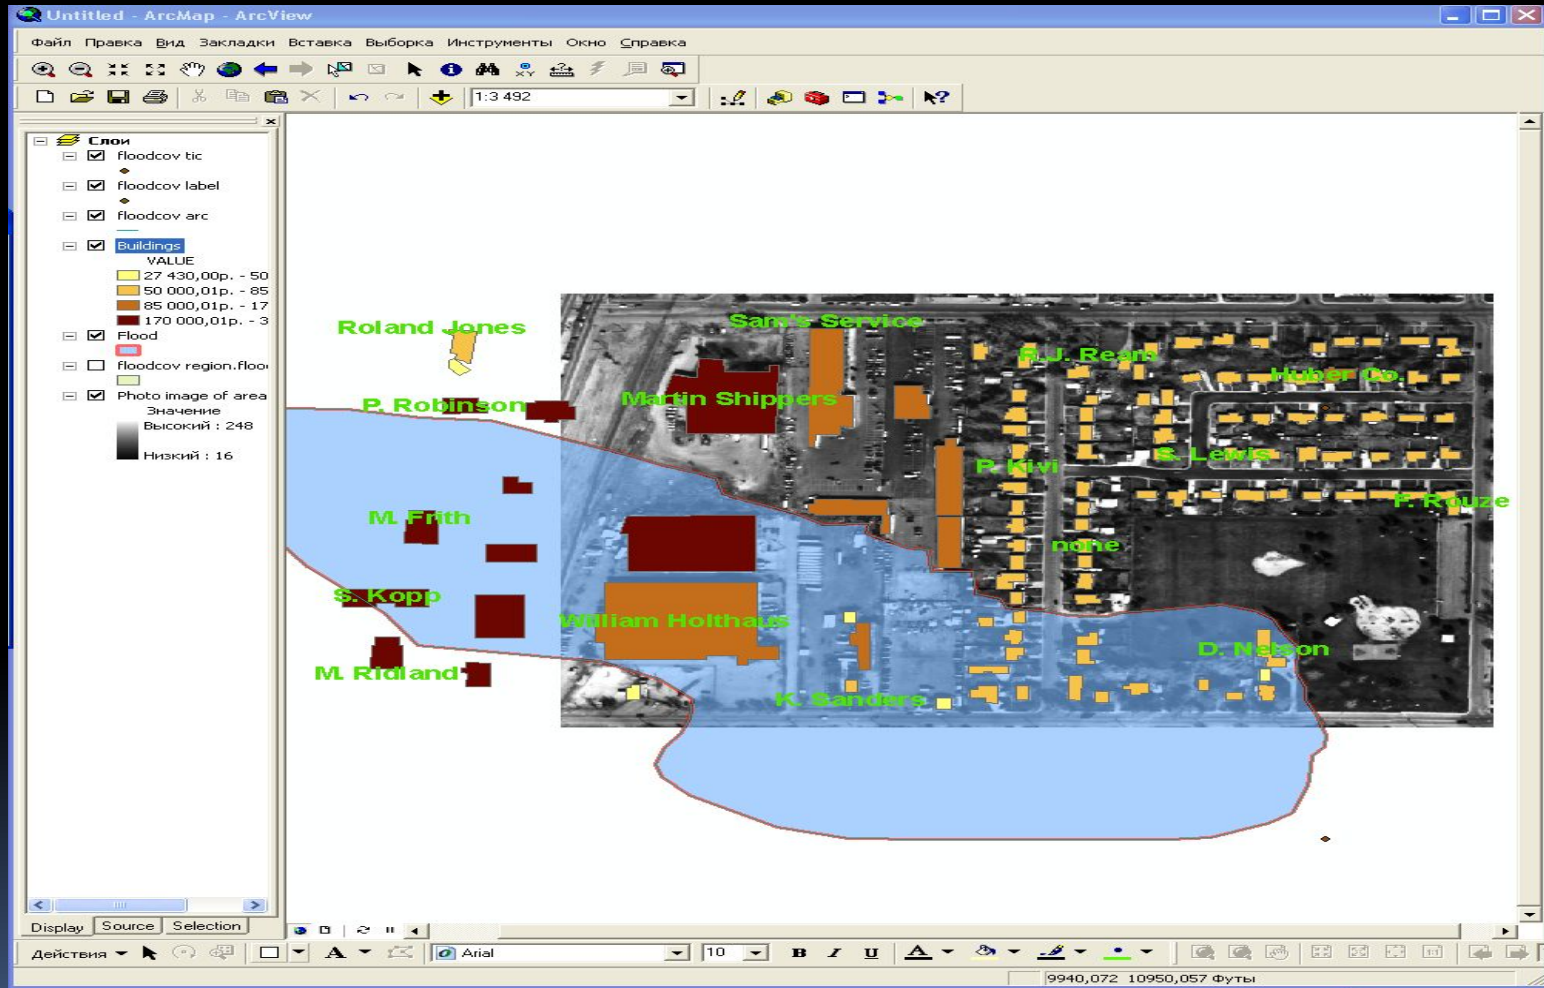 Untitled - ArcMap - ArcView
Файл Правка Вид Закладки Вставка Выборка Инструменты Окно Справка
1:3 492
Слои
floodcov tic
floodcov label
floodcov arc
Buildings
VALUE
27 430,00р. - 50
50 000,01р. - 85
85 000,01р. - 17
170 000,01р. - 3
Flood
floodcov region.floo
Photo image of area
Значение
Высокий : 248
Низкий : 16
Roland Jones
Sam's Service
R.J. Ream
Huber Co.
P. Robinson
Martin Shippers
P. Kivi
S. Lewis
F. Rouze
M. Frith
none
S. Kopp
William Holthaus
D. Nelson
M. Ridland
K. Sanders
Display Source Selection
Действия A Arial 10 B I U A
9940,072 10950,057 Футы